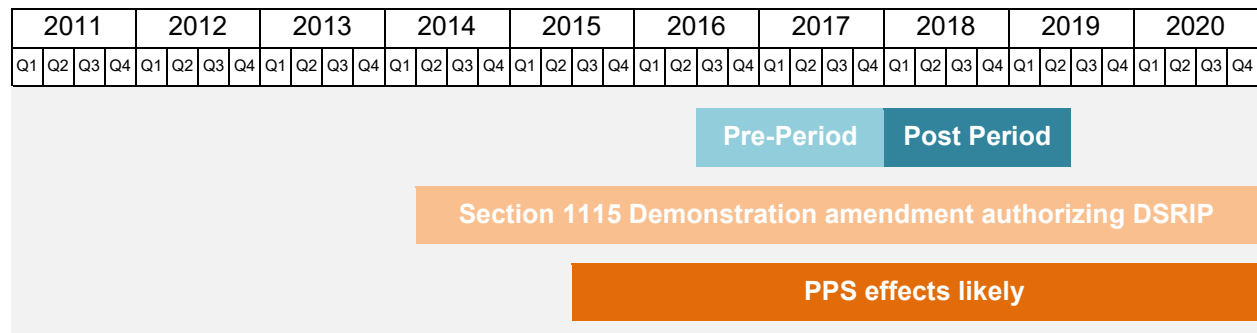 2011 2012 2013 2014 2015 2016 2017 2018 2019 2020
Q1 Q2 Q3 Q4 Q1 Q2 Q3 Q4 Q1 Q2 Q3 Q4 Q1 Q2 Q3 Q4 Q1 Q2 Q3 Q4 Q1 Q2 Q3 Q4 Q1 Q2 Q3 Q4 Q1 Q2 Q3 Q4 Q1 Q2 Q3 Q4 Q1 Q2 Q3 Q4
Pre-Period Post Period
Section 1115 Demonstration amendment authorizing DSRIP
PPS effects likely